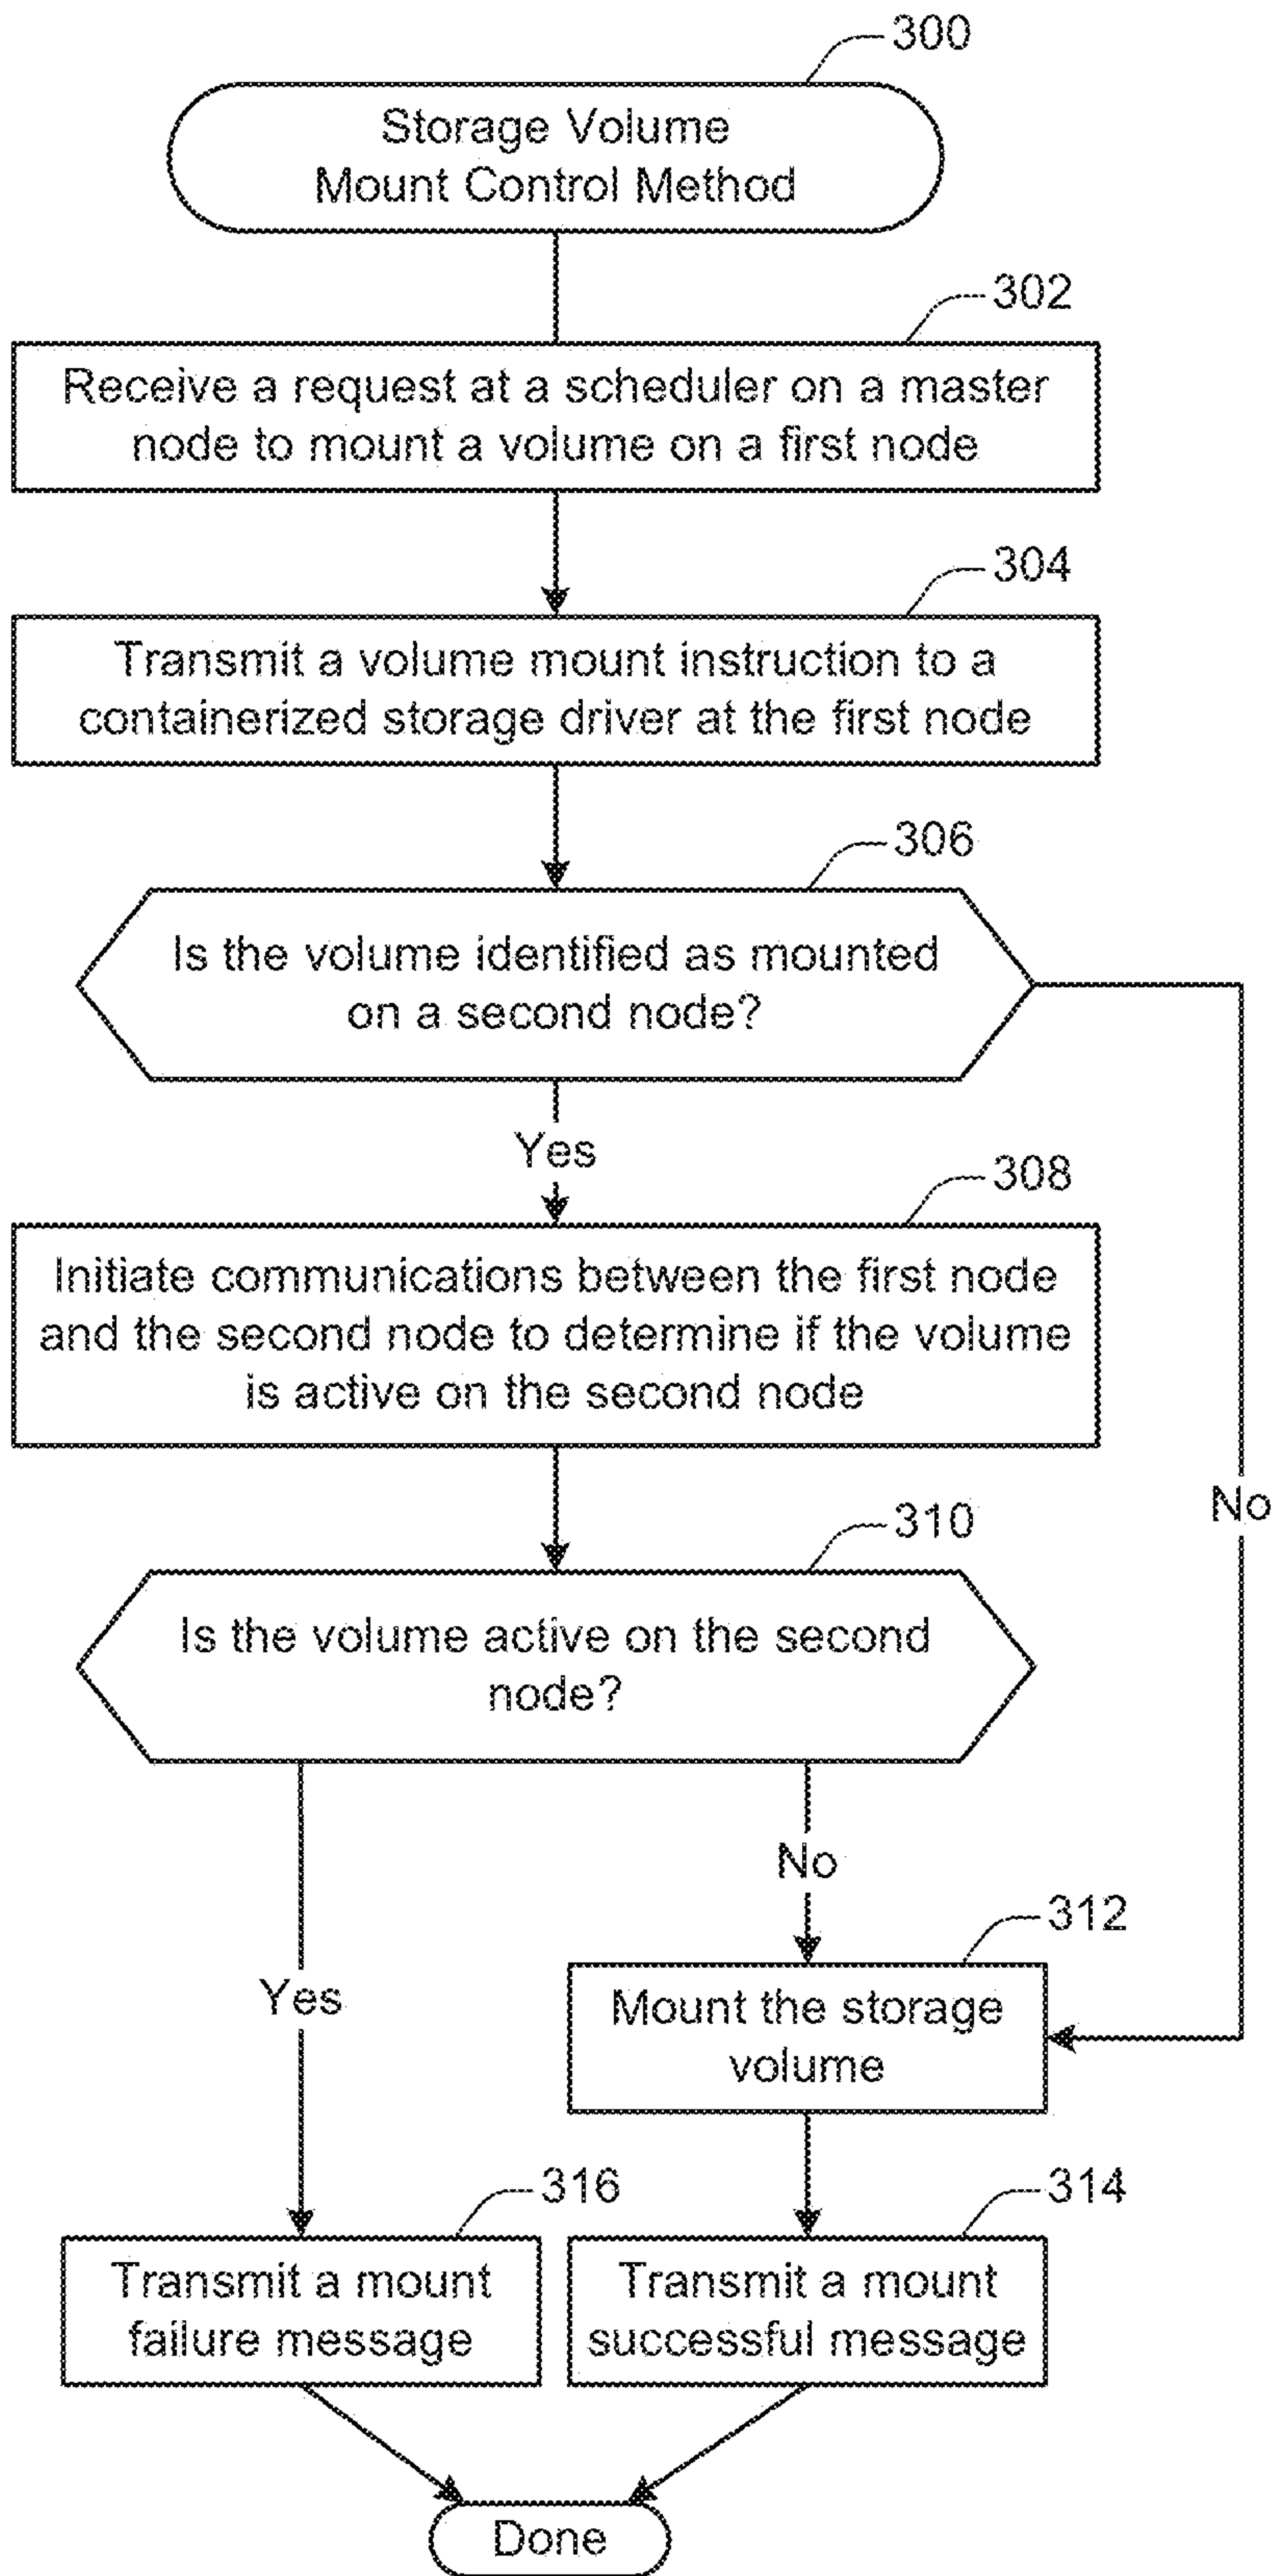 300
Storage Volume
Mount Control Method
302
Receive a request at a scheduler on a master
node to mount a volume on a first node
304
Transmit a volume mount instruction to a
containerized storage driver at the first node
306
Is the volume identified as mounted
on a second node?
Yes
308
Initiate communications between the first node
and the second node to determine if the volume
is active on the second node
No
310
Is the volume active on the second
node?
No
312
Yes
Mount the storage
volume
316
314
Transmit a mount
failure message
Transmit a mount
successful message
Done